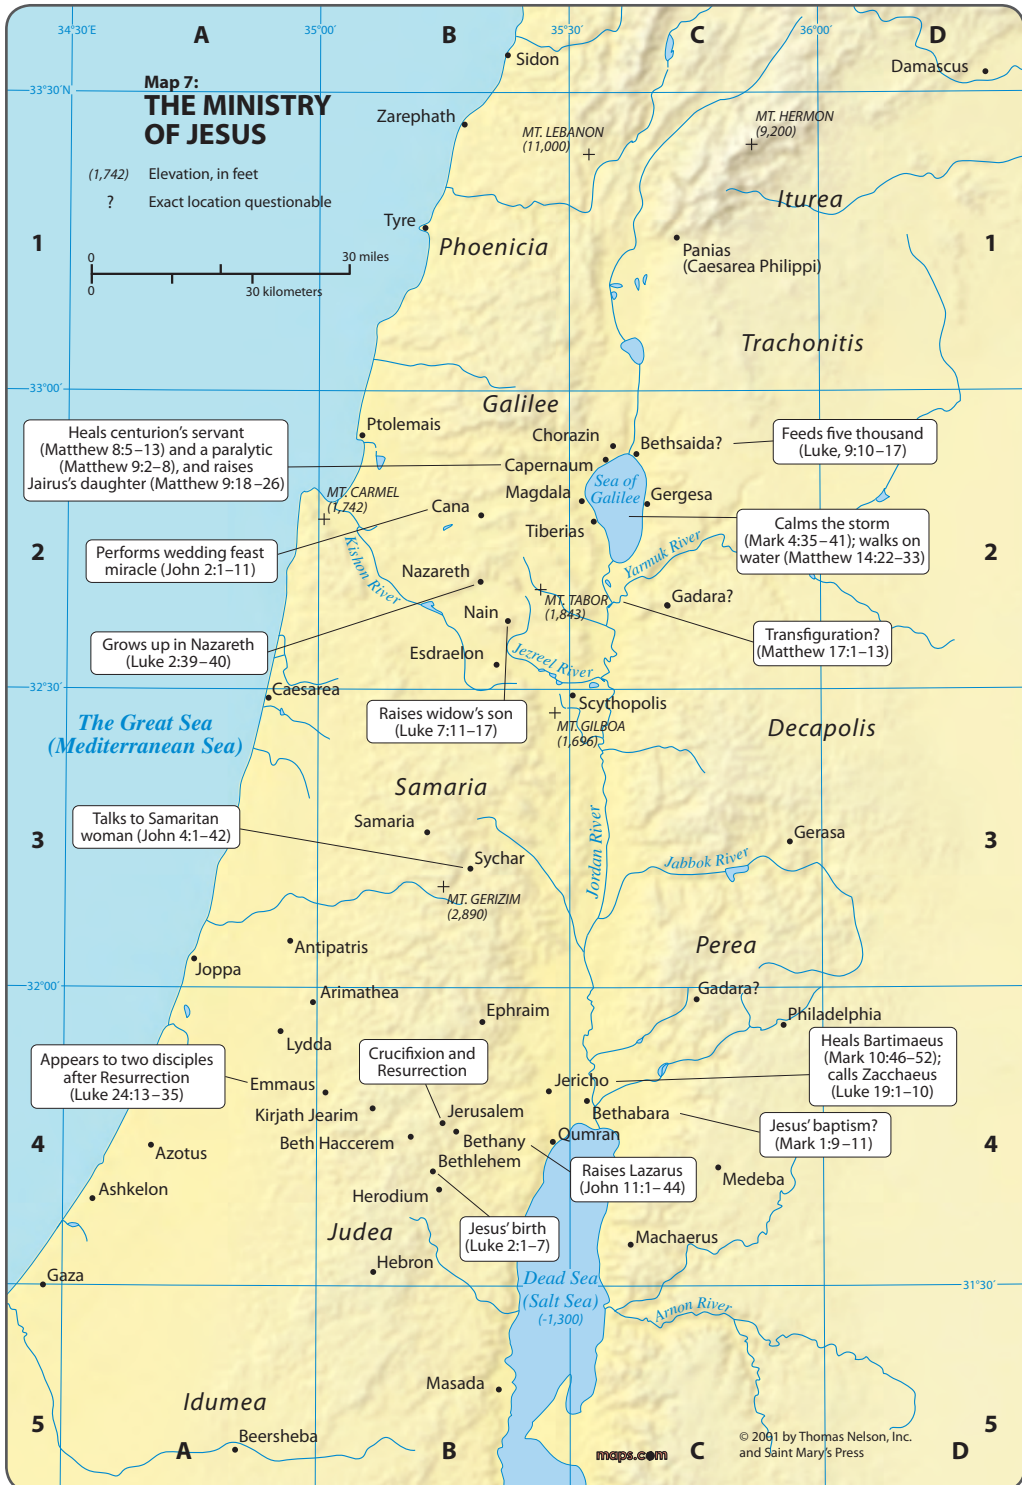 34°30´E
A
35°00´
B
35°30´
C
36°00´
D
Sidon
Damascus
33°30´N
Map 7:
THE MINISTRY
OF JESUS
Zarephath
MT. LEBANON
(11,000)
MT. HERMON
(9,200)
(1,742) Elevation, in feet
? Exact location questionable
Iturea
Tyre
1
Phoenicia
1
Panias
(Caesarea Philippi)
0 30 miles
0 30 kilometers
Trachonitis
33°00´
Galilee
Ptolemais
Heals centurion's servant
(Matthew 8:5–13) and a paralytic
(Matthew 9:2–8), and raises
Jairus's daughter (Matthew 9:18–26)
Chorazin
Bethsaida?
Feeds five thousand
(Luke, 9:10–17)
Capernaum
Sea of
Galilee
MT. CARMEL
(1,742)
Magdala
Gergesa
Cana
Tiberias
Calms the storm
(Mark 4:35–41); walks on
water (Matthew 14:22–33)
2
2
Performs wedding feast
miracle (John 2:1–11)
Kishon River
Yarmuk River
Nazareth
MT. TABOR
(1,843)
Gadara?
Nain
Grows up in Nazareth
(Luke 2:39–40)
Transfiguration?
(Matthew 17:1–13)
Esdraelon
Jezreel River
32°30´
Caesarea
Scythopolis
Raises widow's son
(Luke 7:11–17)
MT. GILBOA
(1,696)
The Great Sea
(Mediterranean Sea)
Decapolis
Samaria
Talks to Samaritan
woman (John 4:1–42)
Samaria
3
Jordan River
Gerasa
3
Sychar
Jabbok River
MT. GERIZIM
(2,890)
Antipatris
Perea
Joppa
32°00´
Arimathea
Gadara?
Ephraim
Philadelphia
Lydda
Appears to two disciples
after Resurrection
(Luke 24:13–35)
Crucifixion and
Resurrection
Heals Bartimaeus
(Mark 10:46–52);
calls Zacchaeus
(Luke 19:1–10)
Emmaus
Jericho
Kirjath Jearim
Jerusalem
Bethabara
Jesus' baptism?
(Mark 1:9–11)
Beth Haccerem
Bethany
Qumran
4
4
Azotus
Bethlehem
Raises Lazarus
(John 11:1–44)
Medeba
Ashkelon
Herodium
Judea
Jesus' birth
(Luke 2:1–7)
Machaerus
Hebron
Gaza
Dead Sea
(Salt Sea)
(-1,300)
31°30´
Arnon River
Masada
Idumea
5
5
Beersheba
A
B
maps.com
C
© 2001 by Thomas Nelson, Inc.
and Saint Mary's Press
D